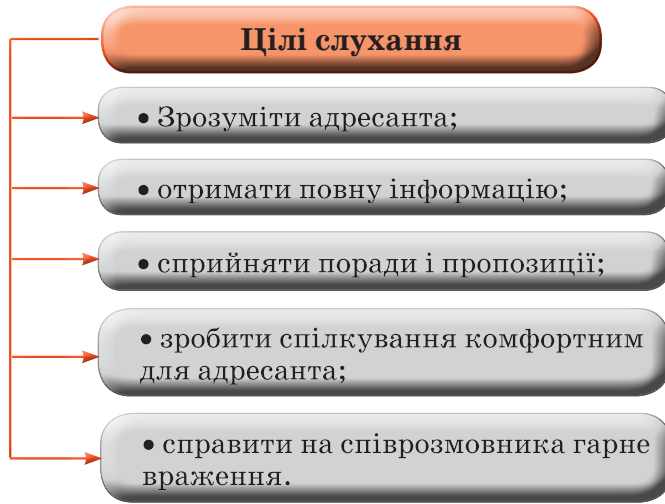 Цілі слухання
• Зрозуміти адресанта;
• отримати повну інформацію;
• сприйняти поради і пропозиції;
• зробити спілкування комфортним
для адресанта;
• справити на співрозмовника гарне
враження.